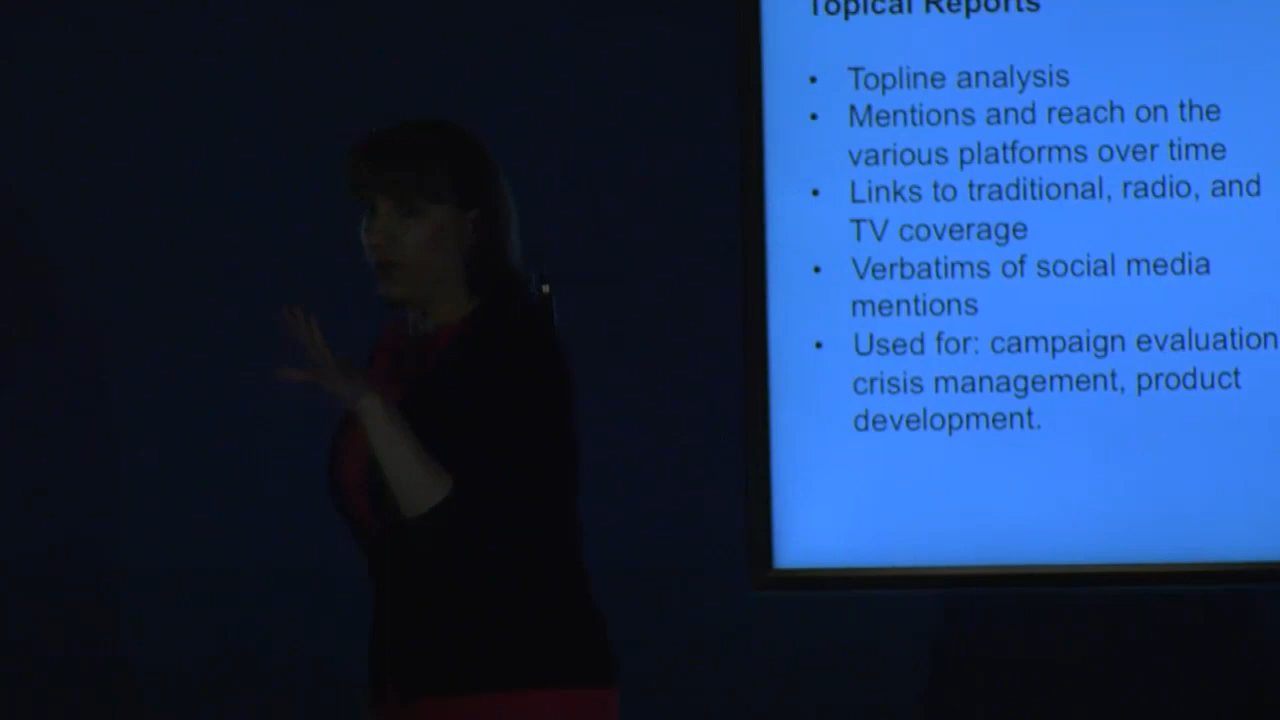 Topical Reports
• Topline analysis
• Mentions and reach on the
various platforms over time
• Links to traditional, radio, and
TV coverage
• Verbatims of social media
mentions
• Used for: campaign evaluation
crisis management, product
development.